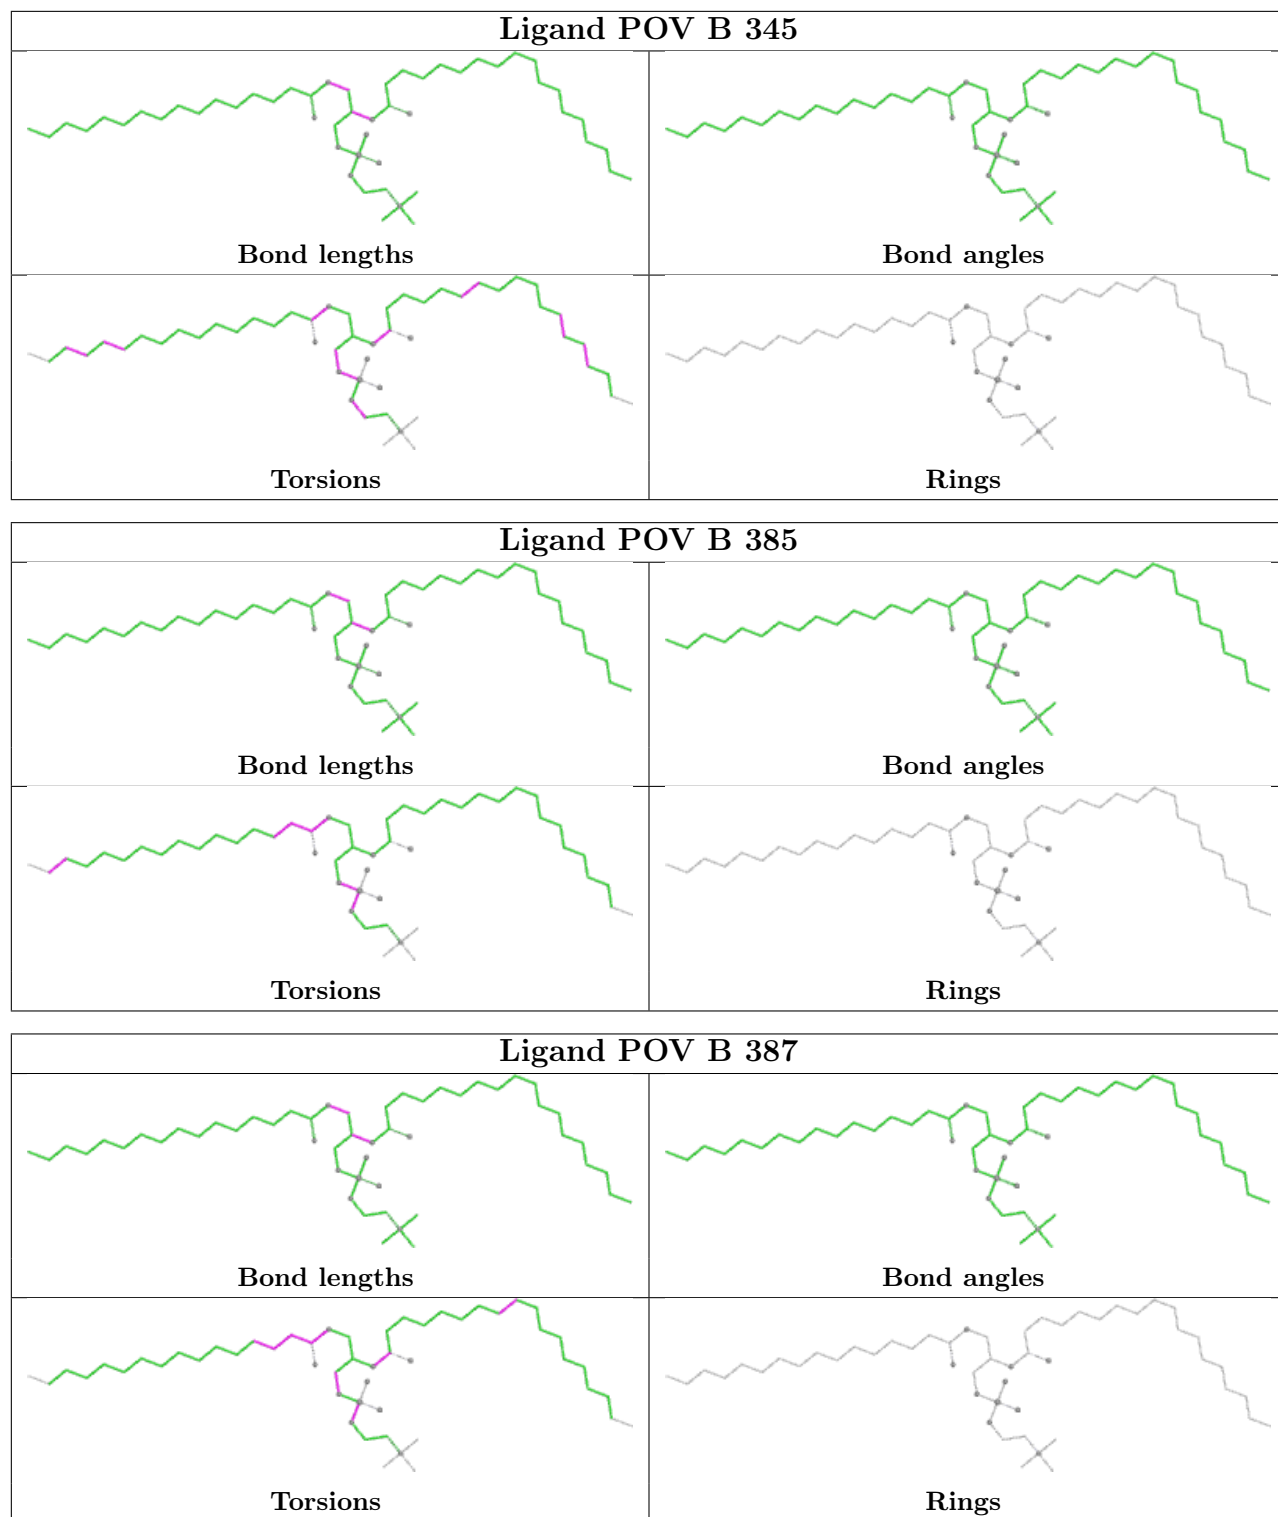 Ligand POV B 345
Bond lengths
Bond angles
Torsions
Rings
Ligand POV B 385
Bond lengths
Bond angles
Torsions
Rings
Ligand POV B 387
Bond lengths
Bond angles
Torsions
Rings